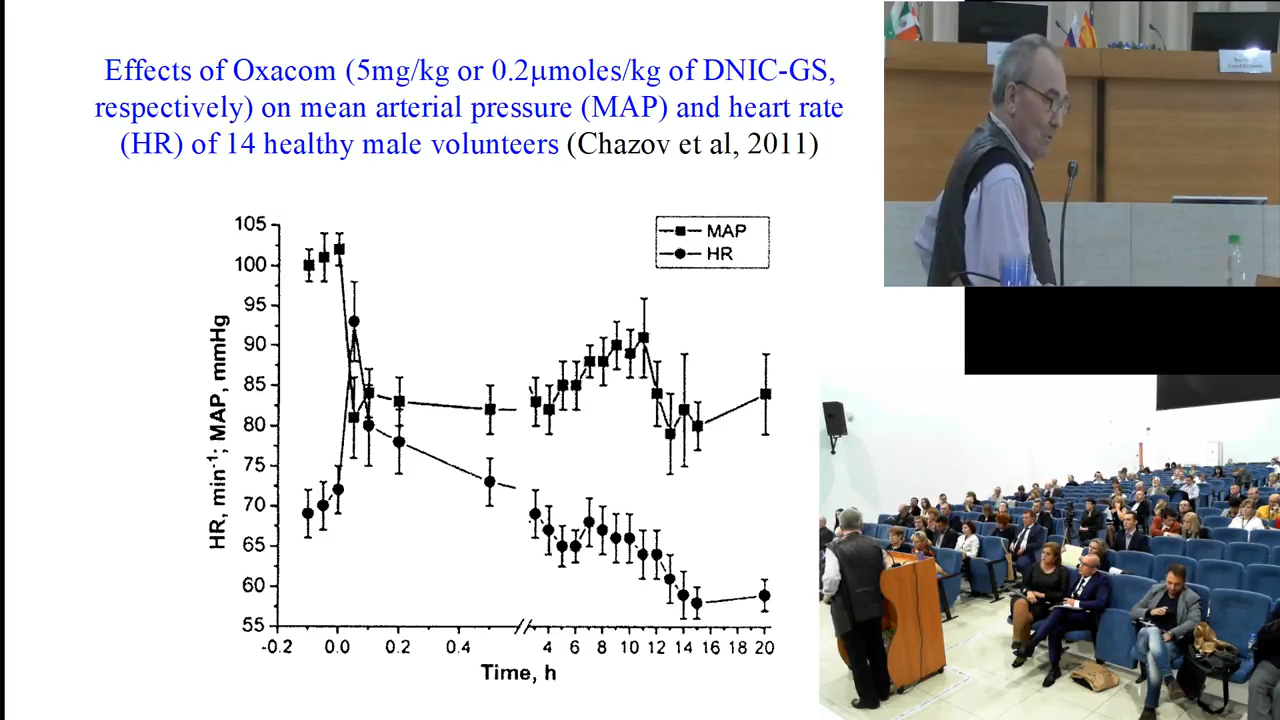 Effects of Oxacom (5mg/kg or 0.2μmoles/kg of DNIC-GS,
respectively) on mean arterial pressure (MAP) and heart rate
(HR) of 14 healthy male volunteers (Chazov et al, 2011)
MAP
HR
105
100
95
90
85
80
75
70
65
60
55
HR, min⁻¹; MAP, mmHg
-0.2 0.0 0.2 0.4 4 6 8 10 12 14 16 18 20
Time, h